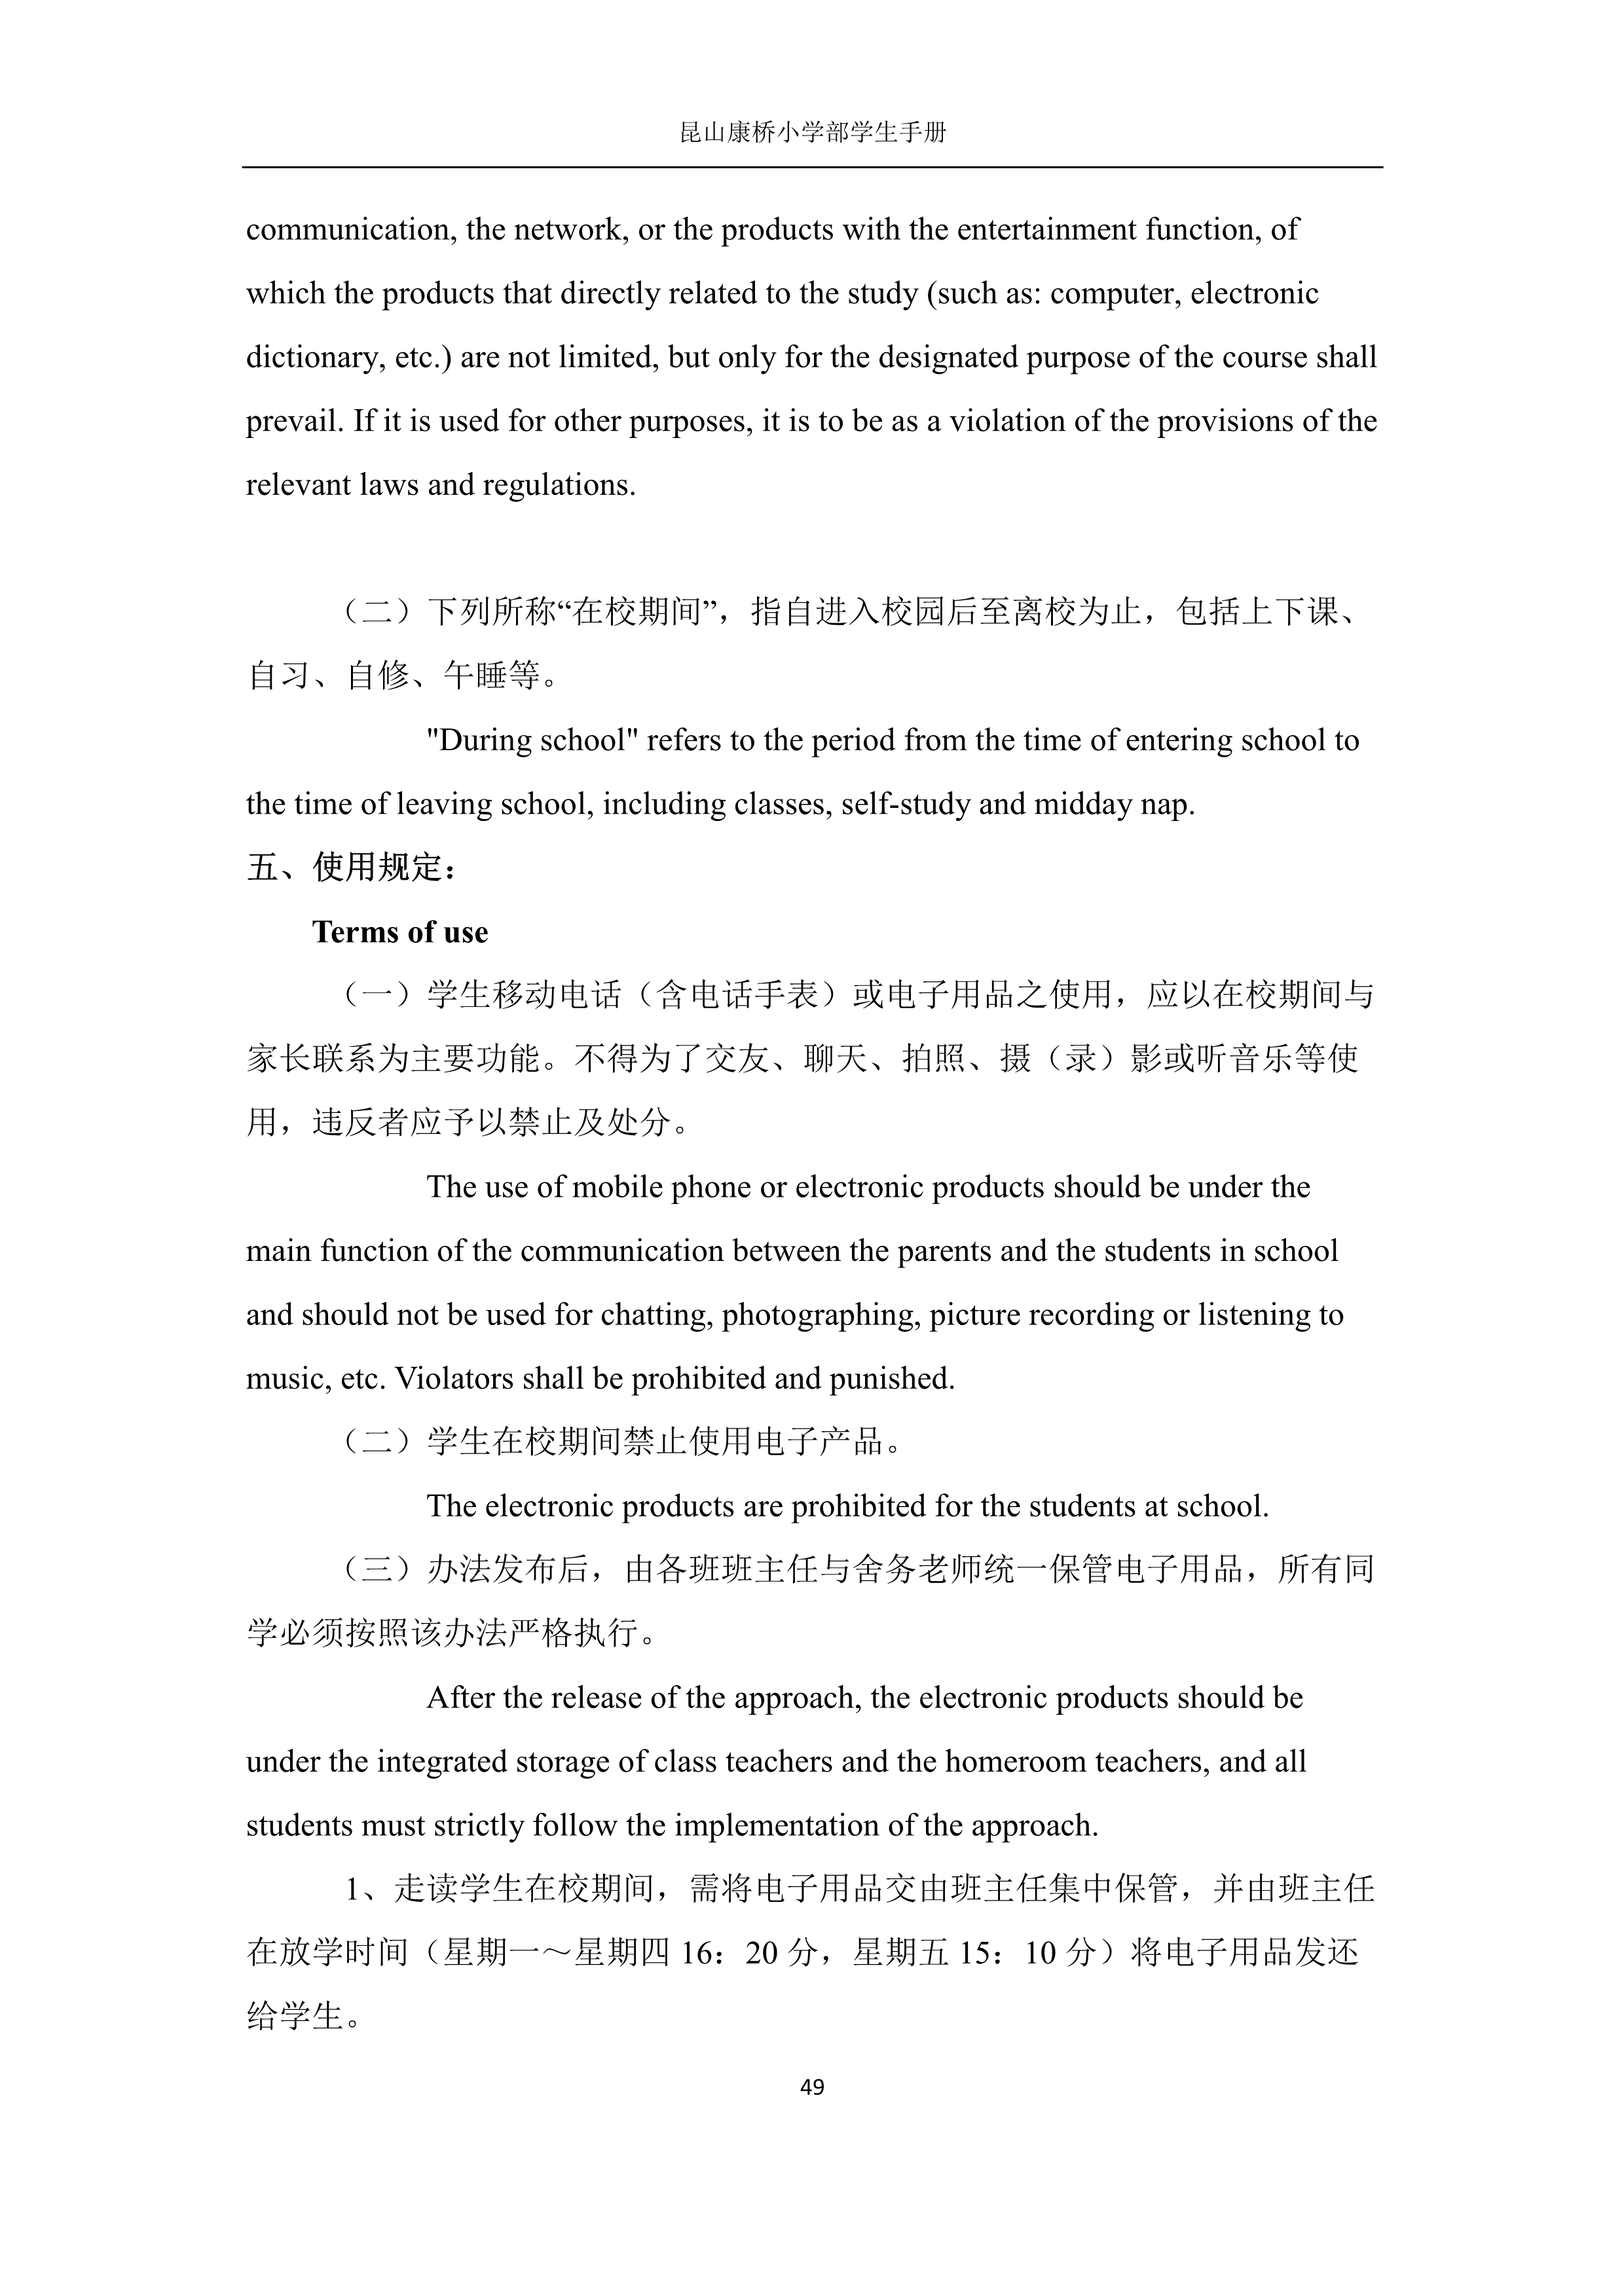 昆山康桥小学部学生手册
communication, the network, or the products with the entertainment function, of
which the products that directly related to the study (such as: computer, electronic
dictionary, etc.) are not limited, but only for the designated purpose of the course shall
prevail. If it is used for other purposes, it is to be as a violation of the provisions of the
relevant laws and regulations.
（二）下列所称“在校期间”，指自进入校园后至离校为止，包括上下课、
自习、自修、午睡等。
"During school" refers to the period from the time of entering school to
the time of leaving school, including classes, self-study and midday nap.
五、使用规定：
Terms of use
（一）学生移动电话（含电话手表）或电子用品之使用，应以在校期间与
家长联系为主要功能。不得为了交友、聊天、拍照、摄（录）影或听音乐等使
用，违反者应予以禁止及处分。
The use of mobile phone or electronic products should be under the
main function of the communication between the parents and the students in school
and should not be used for chatting, photographing, picture recording or listening to
music, etc. Violators shall be prohibited and punished.
（二）学生在校期间禁止使用电子产品。
The electronic products are prohibited for the students at school.
（三）办法发布后，由各班班主任与舍务老师统一保管电子用品，所有同
学必须按照该办法严格执行。
After the release of the approach, the electronic products should be
under the integrated storage of class teachers and the homeroom teachers, and all
students must strictly follow the implementation of the approach.
1、走读学生在校期间，需将电子用品交由班主任集中保管，并由班主任
在放学时间（星期一～星期四 16：20 分，星期五 15：10 分）将电子用品发还
给学生。
49